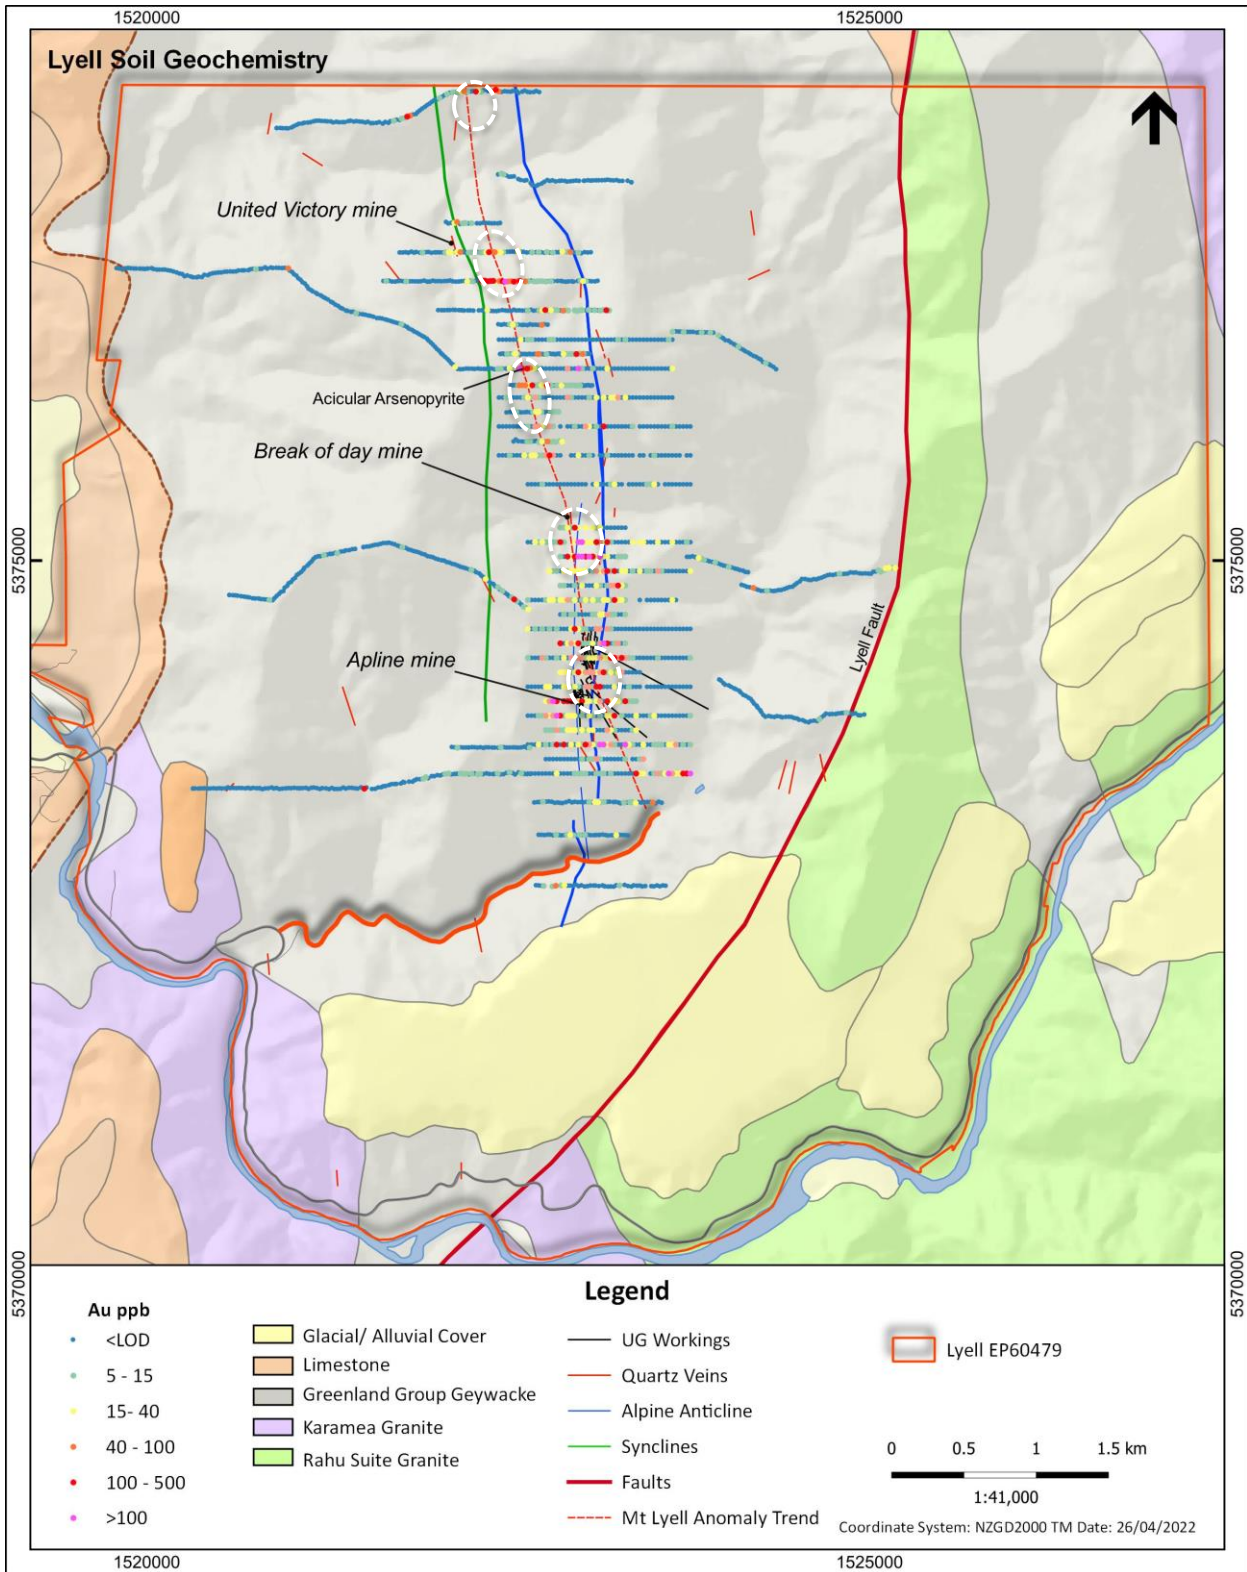 1520000
1525000
Lyell Soil Geochemistry
United Victory mine
Acicular Arsenopyrite
Break of day mine
5375000
5375000
Lyell Fault
Apline mine
5370000
5370000
Legend
Au ppb
<LOD
5 - 15
15- 40
40 - 100
100 - 500
>100
Glacial/ Alluvial Cover
Limestone
Greenland Group Geywacke
Karamea Granite
Rahu Suite Granite
UG Workings
Quartz Veins
Alpine Anticline
Synclines
Faults
Mt Lyell Anomaly Trend
Lyell EP60479
0 0.5 1 1.5 km
1:41,000
Coordinate System: NZGD2000 TM Date: 26/04/2022
1520000
1525000